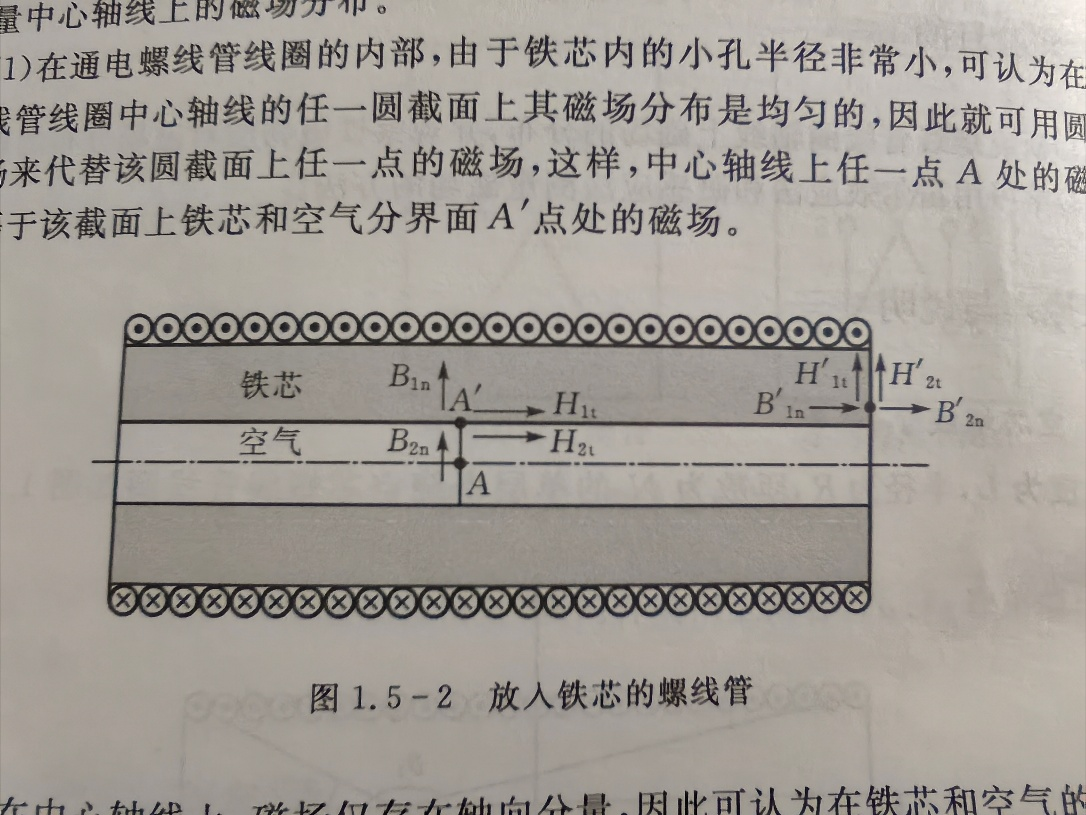 量中心轴线上的磁场分布。
1)在通电螺线管线圈的内部,由于铁芯内的小孔半径非常小,可认为在
线管线圈中心轴线的任一圆截面上其磁场分布是均匀的,因此就可用圆
场来代替该圆截面上任一点的磁场,这样,中心轴线上任一点 A 处的磁
等于该截面上铁芯和空气分界面 A′点处的磁场。
铁芯 B1n A′ H1t H′1t H′2t
B′1n B′2n
空气 B2n H2t
A
图 1.5-2 放入铁芯的螺线管
在中心轴线上,磁场仅存在轴向分量,因此可认为在铁芯和空气的